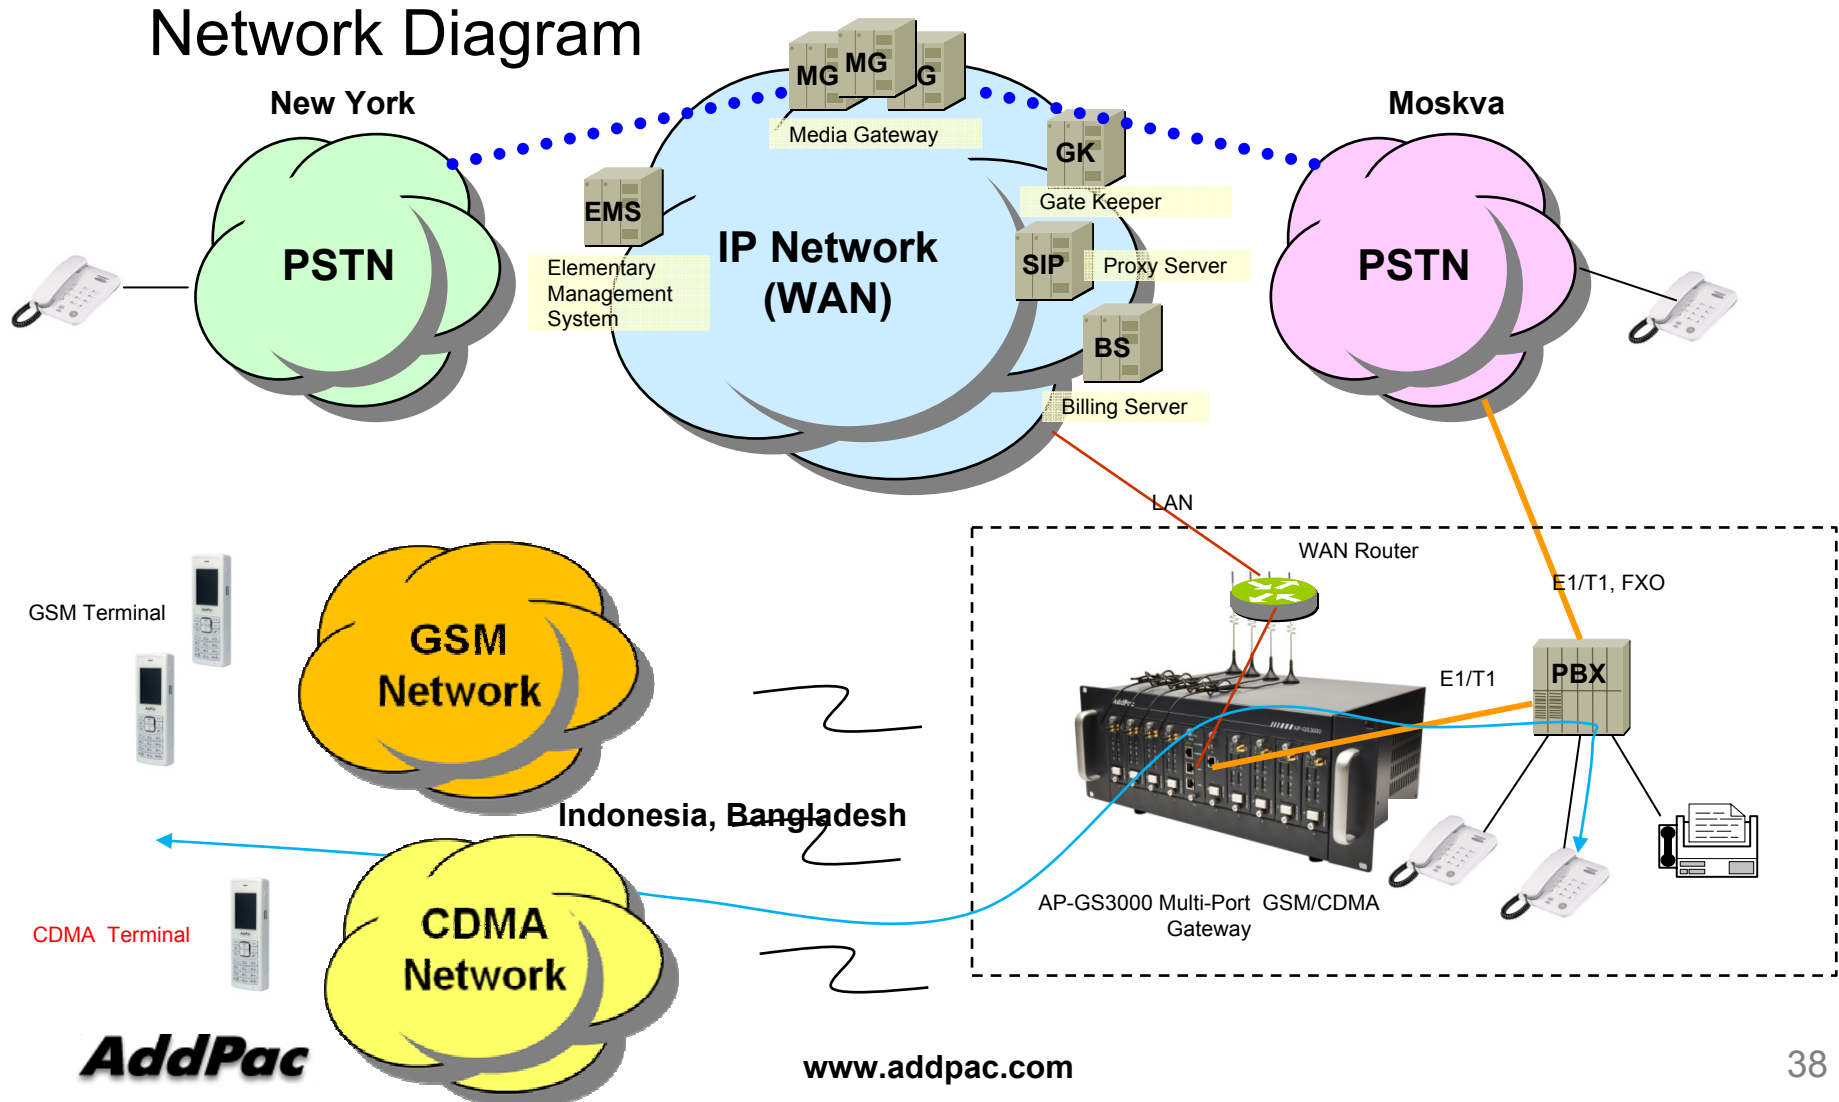 Network Diagram
New York
Moskva
MG
MG
G
Media Gateway
GK
Gate Keeper
EMS
Elementary
Management
System
PSTN
IP Network
(WAN)
SIP
Proxy Server
PSTN
BS
Billing Server
LAN
WAN Router
E1/T1, FXO
GSM Terminal
GSM
Network
E1/T1
PBX
AddPac
AP-GS3000
Indonesia, Bangladesh
CDMA Terminal
CDMA
Network
AP-GS3000 Multi-Port GSM/CDMA
Gateway
AddPac
www.addpac.com
38